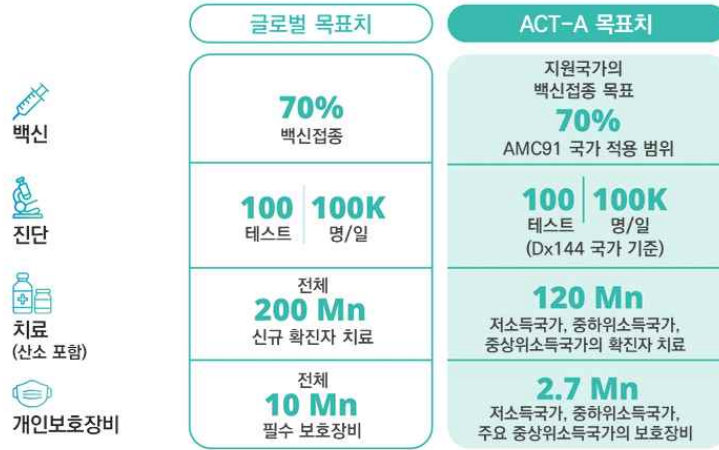 글로벌 목표치
ACT-A 목표치
백신
70%
백신접종
지원국가의
백신접종 목표
70%
AMC91 국가 적용 범위
진단
100 100K
테스트 명/일
100 100K
테스트 명/일
(Dx144 국가 기준)
치료
(산소 포함)
전체
200 Mn
신규 확진자 치료
120 Mn
저소득국가, 중하위소득국가,
중상위소득국가의 확진자 치료
개인보호장비
전체
10 Mn
필수 보호장비
2.7 Mn
저소득국가, 중하위소득국가,
주요 중상위소득국가의 보호장비